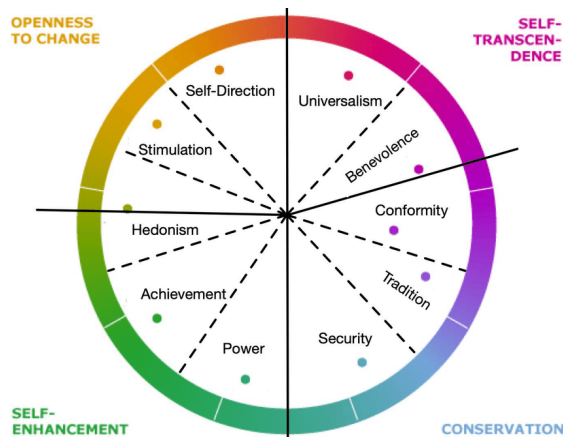 OPENNESS
TO CHANGE
SELF-
TRANSCEN-
DENCE
Self-Direction
Universalism
Stimulation
Benevolence
Hedonism
Conformity
Achievement
Tradition
Power
Security
SELF-
ENHANCEMENT
CONSERVATION